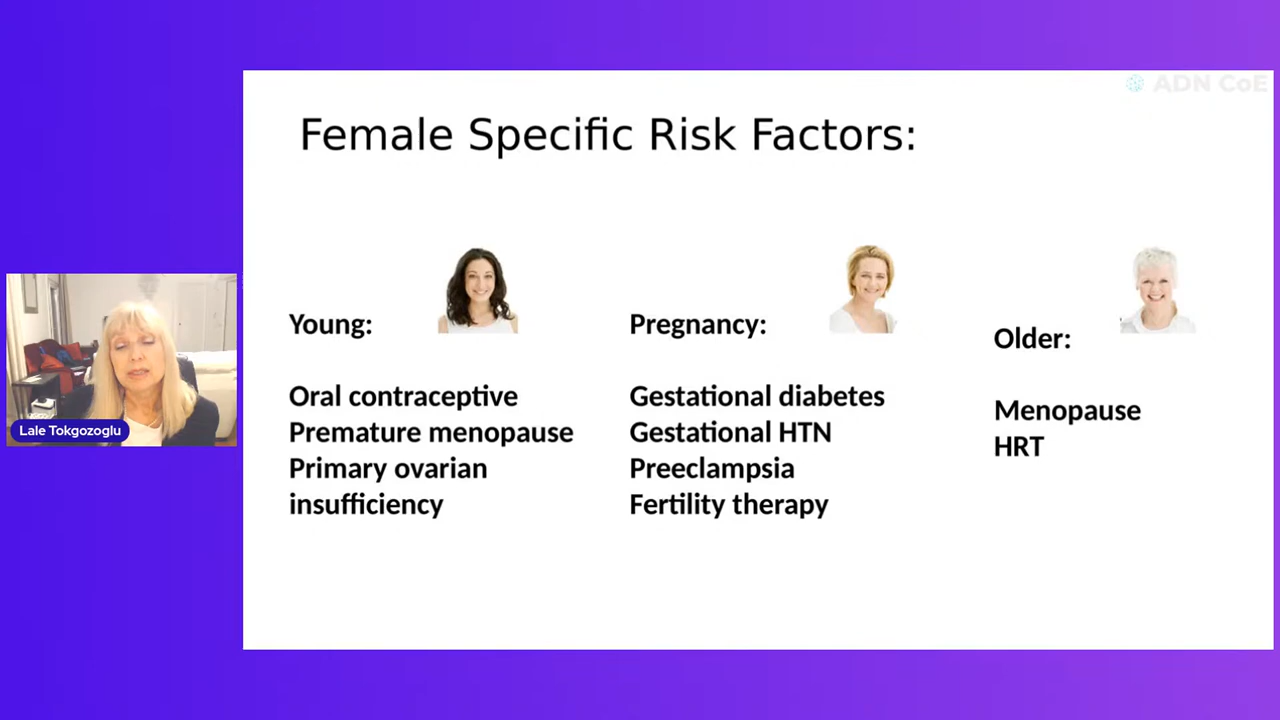 ADN CoE
Female Specific Risk Factors:
Young:
Oral contraceptive
Premature menopause
Primary ovarian
insufficiency
Pregnancy:
Gestational diabetes
Gestational HTN
Preeclampsia
Fertility therapy
Older:
Menopause
HRT
Lale Tokgozoglu